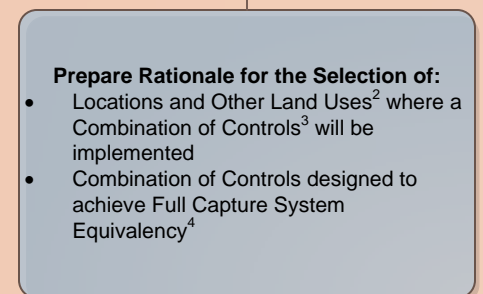 Prepare Rationale for the Selection of:
• Locations and Other Land Uses² where a
Combination of Controls³ will be
implemented
• Combination of Controls designed to
achieve Full Capture System
Equivalency⁴